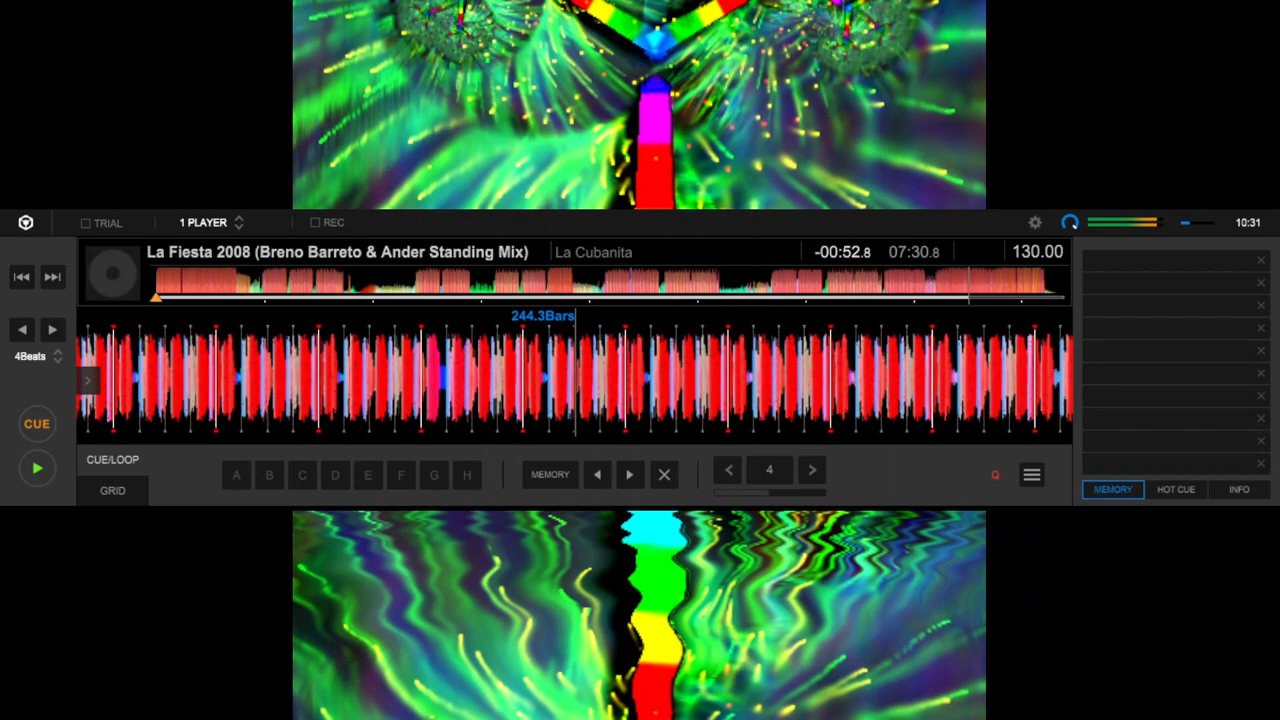 TRIAL 1 PLAYER REC 10:31
La Fiesta 2008 (Breno Barreto & Ander Standing Mix) La Cubanita -00:52.8 07:30.8 130.00
244.3Bars
4Beats
CUE
CUE/LOOP
GRID
A B C D E F G H MEMORY 4 Q
MEMORY HOT CUE INFO